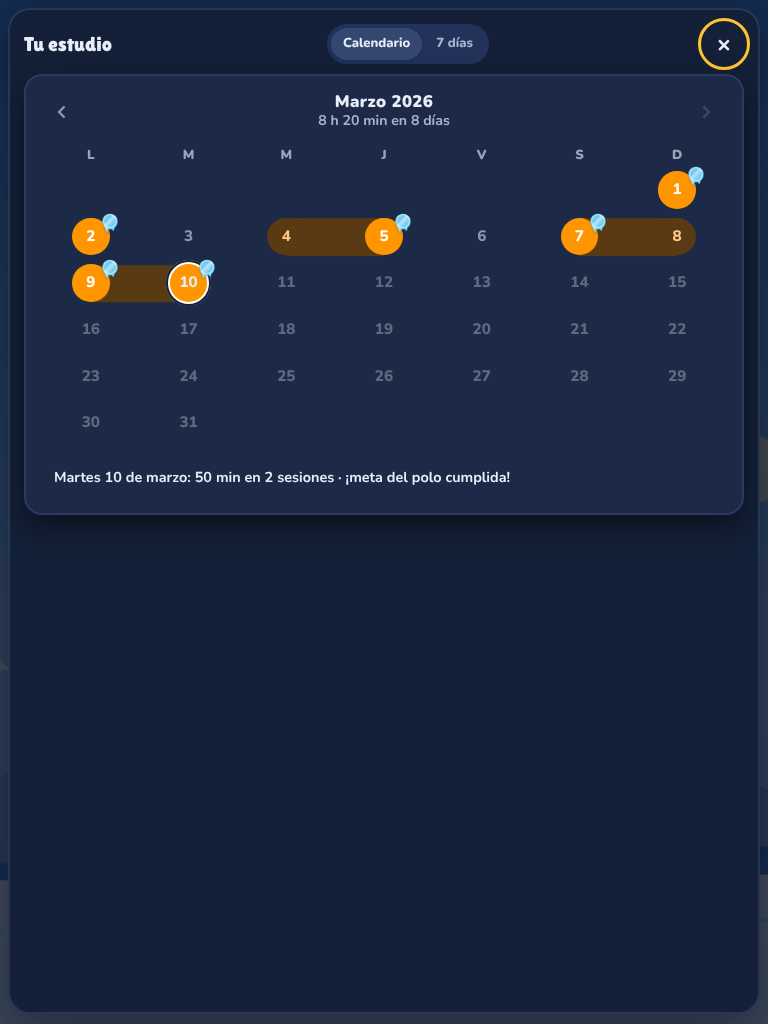 Tu estudio
Calendario 7 días
Marzo 2026
8 h 20 min en 8 días
L M M J V S D
1
2 3 4 5 6 7 8
9 10 11 12 13 14 15
16 17 18 19 20 21 22
23 24 25 26 27 28 29
30 31
Martes 10 de marzo: 50 min en 2 sesiones · ¡meta del polo cumplida!